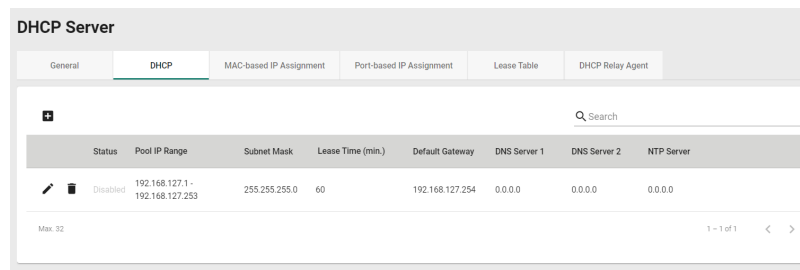 DHCP Server
General DHCP MAC-based IP Assignment Port-based IP Assignment Lease Table DHCP Relay Agent
Search
Status Pool IP Range Subnet Mask Lease Time (min.) Default Gateway DNS Server 1 DNS Server 2 NTP Server
Disabled 192.168.127.1 - 192.168.127.253 255.255.255.0 60 192.168.127.254 0.0.0.0 0.0.0.0 0.0.0.0
Max. 32 1 – 1 of 1